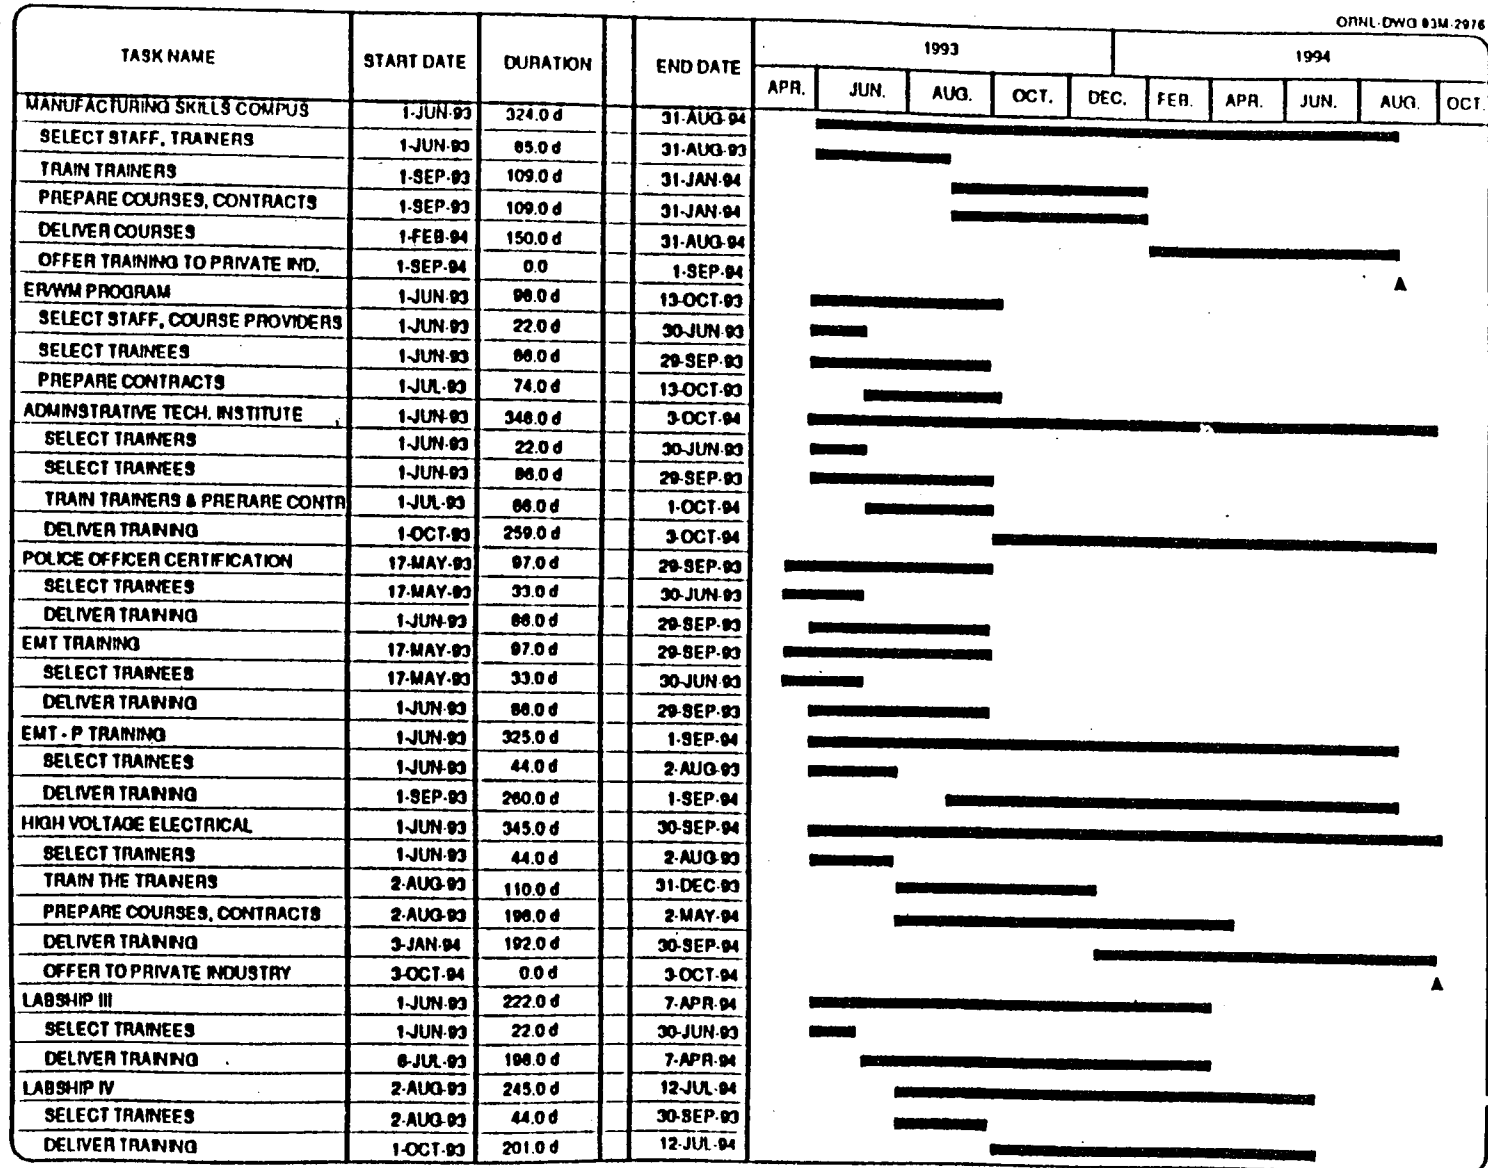 ORNL-DWG 93M-2976
TASK NAME START DATE DURATION END DATE 1993 1994
APR. JUN. AUG. OCT. DEC. FEB. APR. JUN. AUG. OCT.
MANUFACTURING SKILLS COMPUS 1-JUN-93 324.0 d 31-AUG-94
SELECT STAFF, TRAINERS 1-JUN-93 65.0 d 31-AUG-93
TRAIN TRAINERS 1-SEP-93 109.0 d 31-JAN-94
PREPARE COURSES, CONTRACTS 1-SEP-93 109.0 d 31-JAN-94
DELIVER COURSES 1-FEB-94 150.0 d 31-AUG-94
OFFER TRAINING TO PRIVATE IND. 1-SEP-94 0.0 1-SEP-94
ER/WM PROGRAM 1-JUN-93 96.0 d 13-OCT-93
SELECT STAFF, COURSE PROVIDERS 1-JUN-93 22.0 d 30-JUN-93
SELECT TRAINEES 1-JUN-93 86.0 d 29-SEP-93
PREPARE CONTRACTS 1-JUL-93 74.0 d 13-OCT-93
ADMINSTRATIVE TECH. INSTITUTE 1-JUN-93 346.0 d 3-OCT-94
SELECT TRAINERS 1-JUN-93 22.0 d 30-JUN-93
SELECT TRAINEES 1-JUN-93 86.0 d 29-SEP-93
TRAIN TRAINERS & PRERARE CONTR 1-JUL-93 66.0 d 1-OCT-94
DELIVER TRAINING 1-OCT-93 259.0 d 3-OCT-94
POLICE OFFICER CERTIFICATION 17-MAY-93 97.0 d 29-SEP-93
SELECT TRAINEES 17-MAY-93 33.0 d 30-JUN-93
DELIVER TRAINING 1-JUN-93 86.0 d 29-SEP-93
EMT TRAINING 17-MAY-93 97.0 d 29-SEP-93
SELECT TRAINEES 17-MAY-93 33.0 d 30-JUN-93
DELIVER TRAINING 1-JUN-93 86.0 d 29-SEP-93
EMT - P TRAINING 1-JUN-93 325.0 d 1-SEP-94
SELECT TRAINEES 1-JUN-93 44.0 d 2-AUG-93
DELIVER TRAINING 1-SEP-93 260.0 d 1-SEP-94
HIGH VOLTAGE ELECTRICAL 1-JUN-93 345.0 d 30-SEP-94
SELECT TRAINERS 1-JUN-93 44.0 d 2-AUG-93
TRAIN THE TRAINERS 2-AUG-93 110.0 d 31-DEC-93
PREPARE COURSES, CONTRACTS 2-AUG-93 196.0 d 2-MAY-94
DELIVER TRAINING 3-JAN-94 192.0 d 30-SEP-94
OFFER TO PRIVATE INDUSTRY 3-OCT-94 0.0 d 3-OCT-94
LABSHIP III 1-JUN-93 222.0 d 7-APR-94
SELECT TRAINEES 1-JUN-93 22.0 d 30-JUN-93
DELIVER TRAINING 6-JUL-93 198.0 d 7-APR-94
LABSHIP IV 2-AUG-93 245.0 d 12-JUL-94
SELECT TRAINEES 2-AUG-93 44.0 d 30-SEP-93
DELIVER TRAINING 1-OCT-93 201.0 d 12-JUL-94